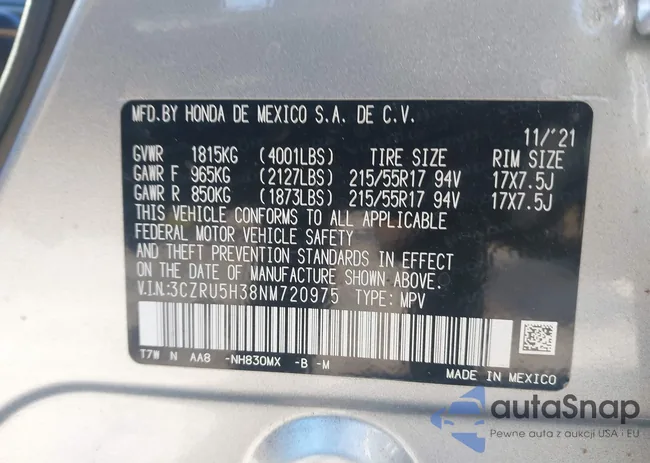 MFD.BY HONDA DE MEXICO S.A. DE C.V.
11/'21
GVWR 1815KG (4001LBS) TIRE SIZE RIM SIZE
GAWR F 965KG (2127LBS) 215/55R17 94V 17X7.5J
GAWR R 850KG (1873LBS) 215/55R17 94V 17X7.5J
THIS VEHICLE CONFORMS TO ALL APPLICABLE
FEDERAL MOTOR VEHICLE SAFETY
AND THEFT PREVENTION STANDARDS IN EFFECT
ON THE DATE OF MANUFACTURE SHOWN ABOVE.
V.I.N:3CZRU5H38NM720975 TYPE: MPV
T7W N AA8 -NH830MX -B -M
MADE IN MEXICO
autaSnap
Pewne auta z aukcji USA i EU